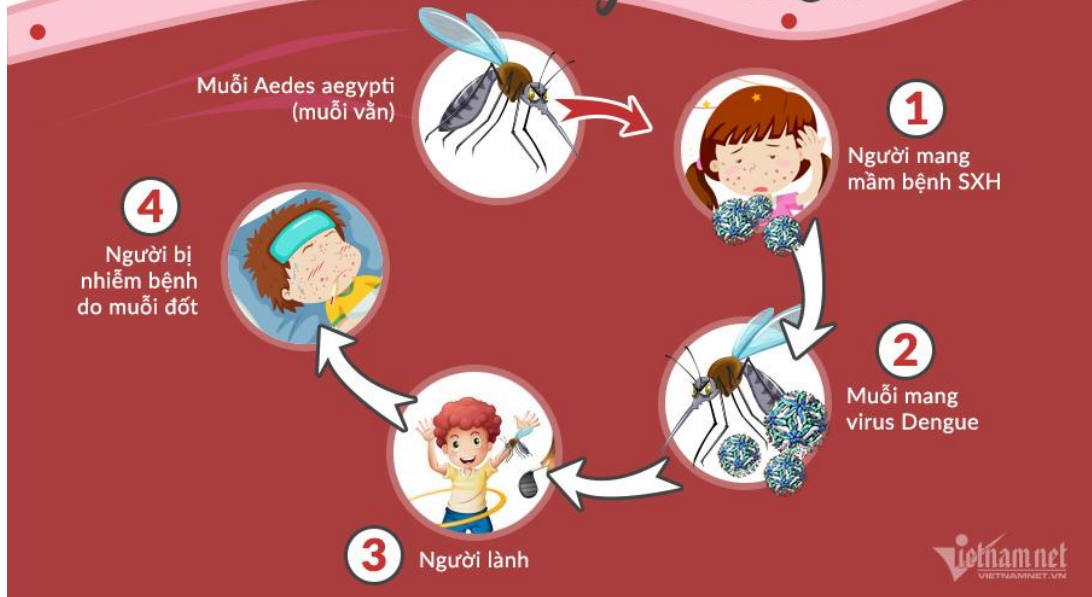 Muỗi Aedes aegypti
(muỗi vằn)
1
Người mang
mầm bệnh SXH
2
Muỗi mang
virus Dengue
3
Người lành
4
Người bị
nhiễm bệnh
do muỗi đốt
Vietnamnet
VIETNAMNET.VN